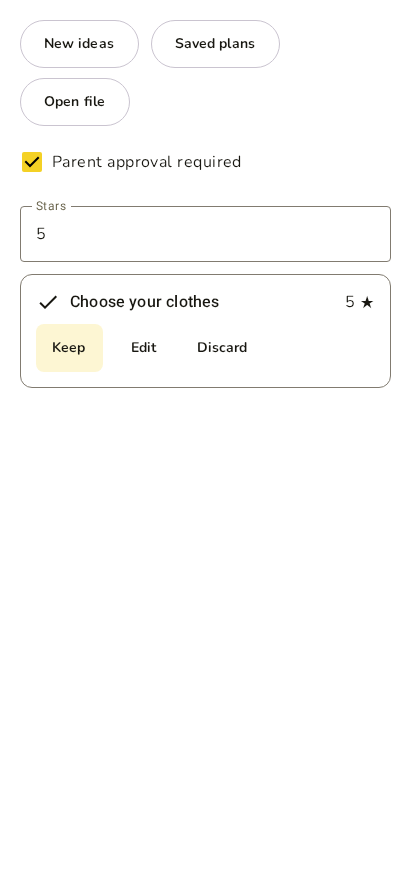 New ideas
Saved plans
Open file
Parent approval required
Stars
5
Choose your clothes
5 ★
Keep
Edit
Discard